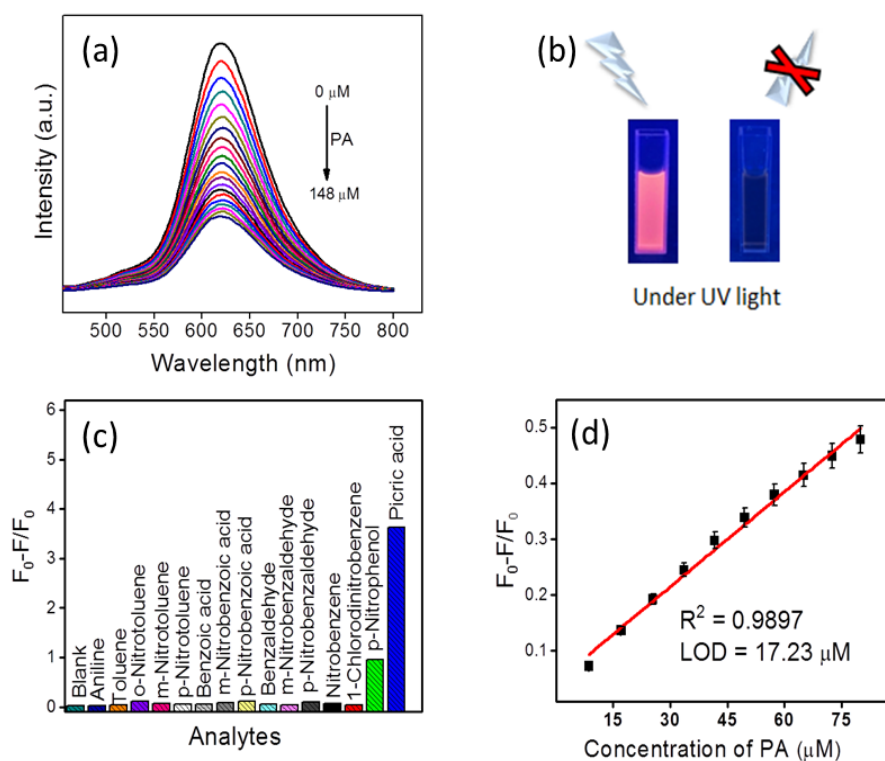 (a)
0 μM
PA
148 μM
Intensity (a.u.)
500 550 600 650 700 750 800
Wavelength (nm)
(b)
Under UV light
(c)
F0-F/F0
6
5
4
3
2
1
0
Blank
Aniline
Toluene
o-Nitrotoluene
m-Nitrotoluene
p-Nitrotoluene
Benzoic acid
m-Nitrobenzoic acid
p-Nitrobenzoic acid
Benzaldehyde
m-Nitrobenzaldehyde
p-Nitrobenzaldehyde
Nitrobenzene
1-Chlorodinitrobenzene
p-Nitrophenol
Picric acid
Analytes
(d)
F0-F/F0
0.5
0.4
0.3
0.2
0.1
R² = 0.9897
LOD = 17.23 μM
15 30 45 60 75
Concentration of PA (μM)